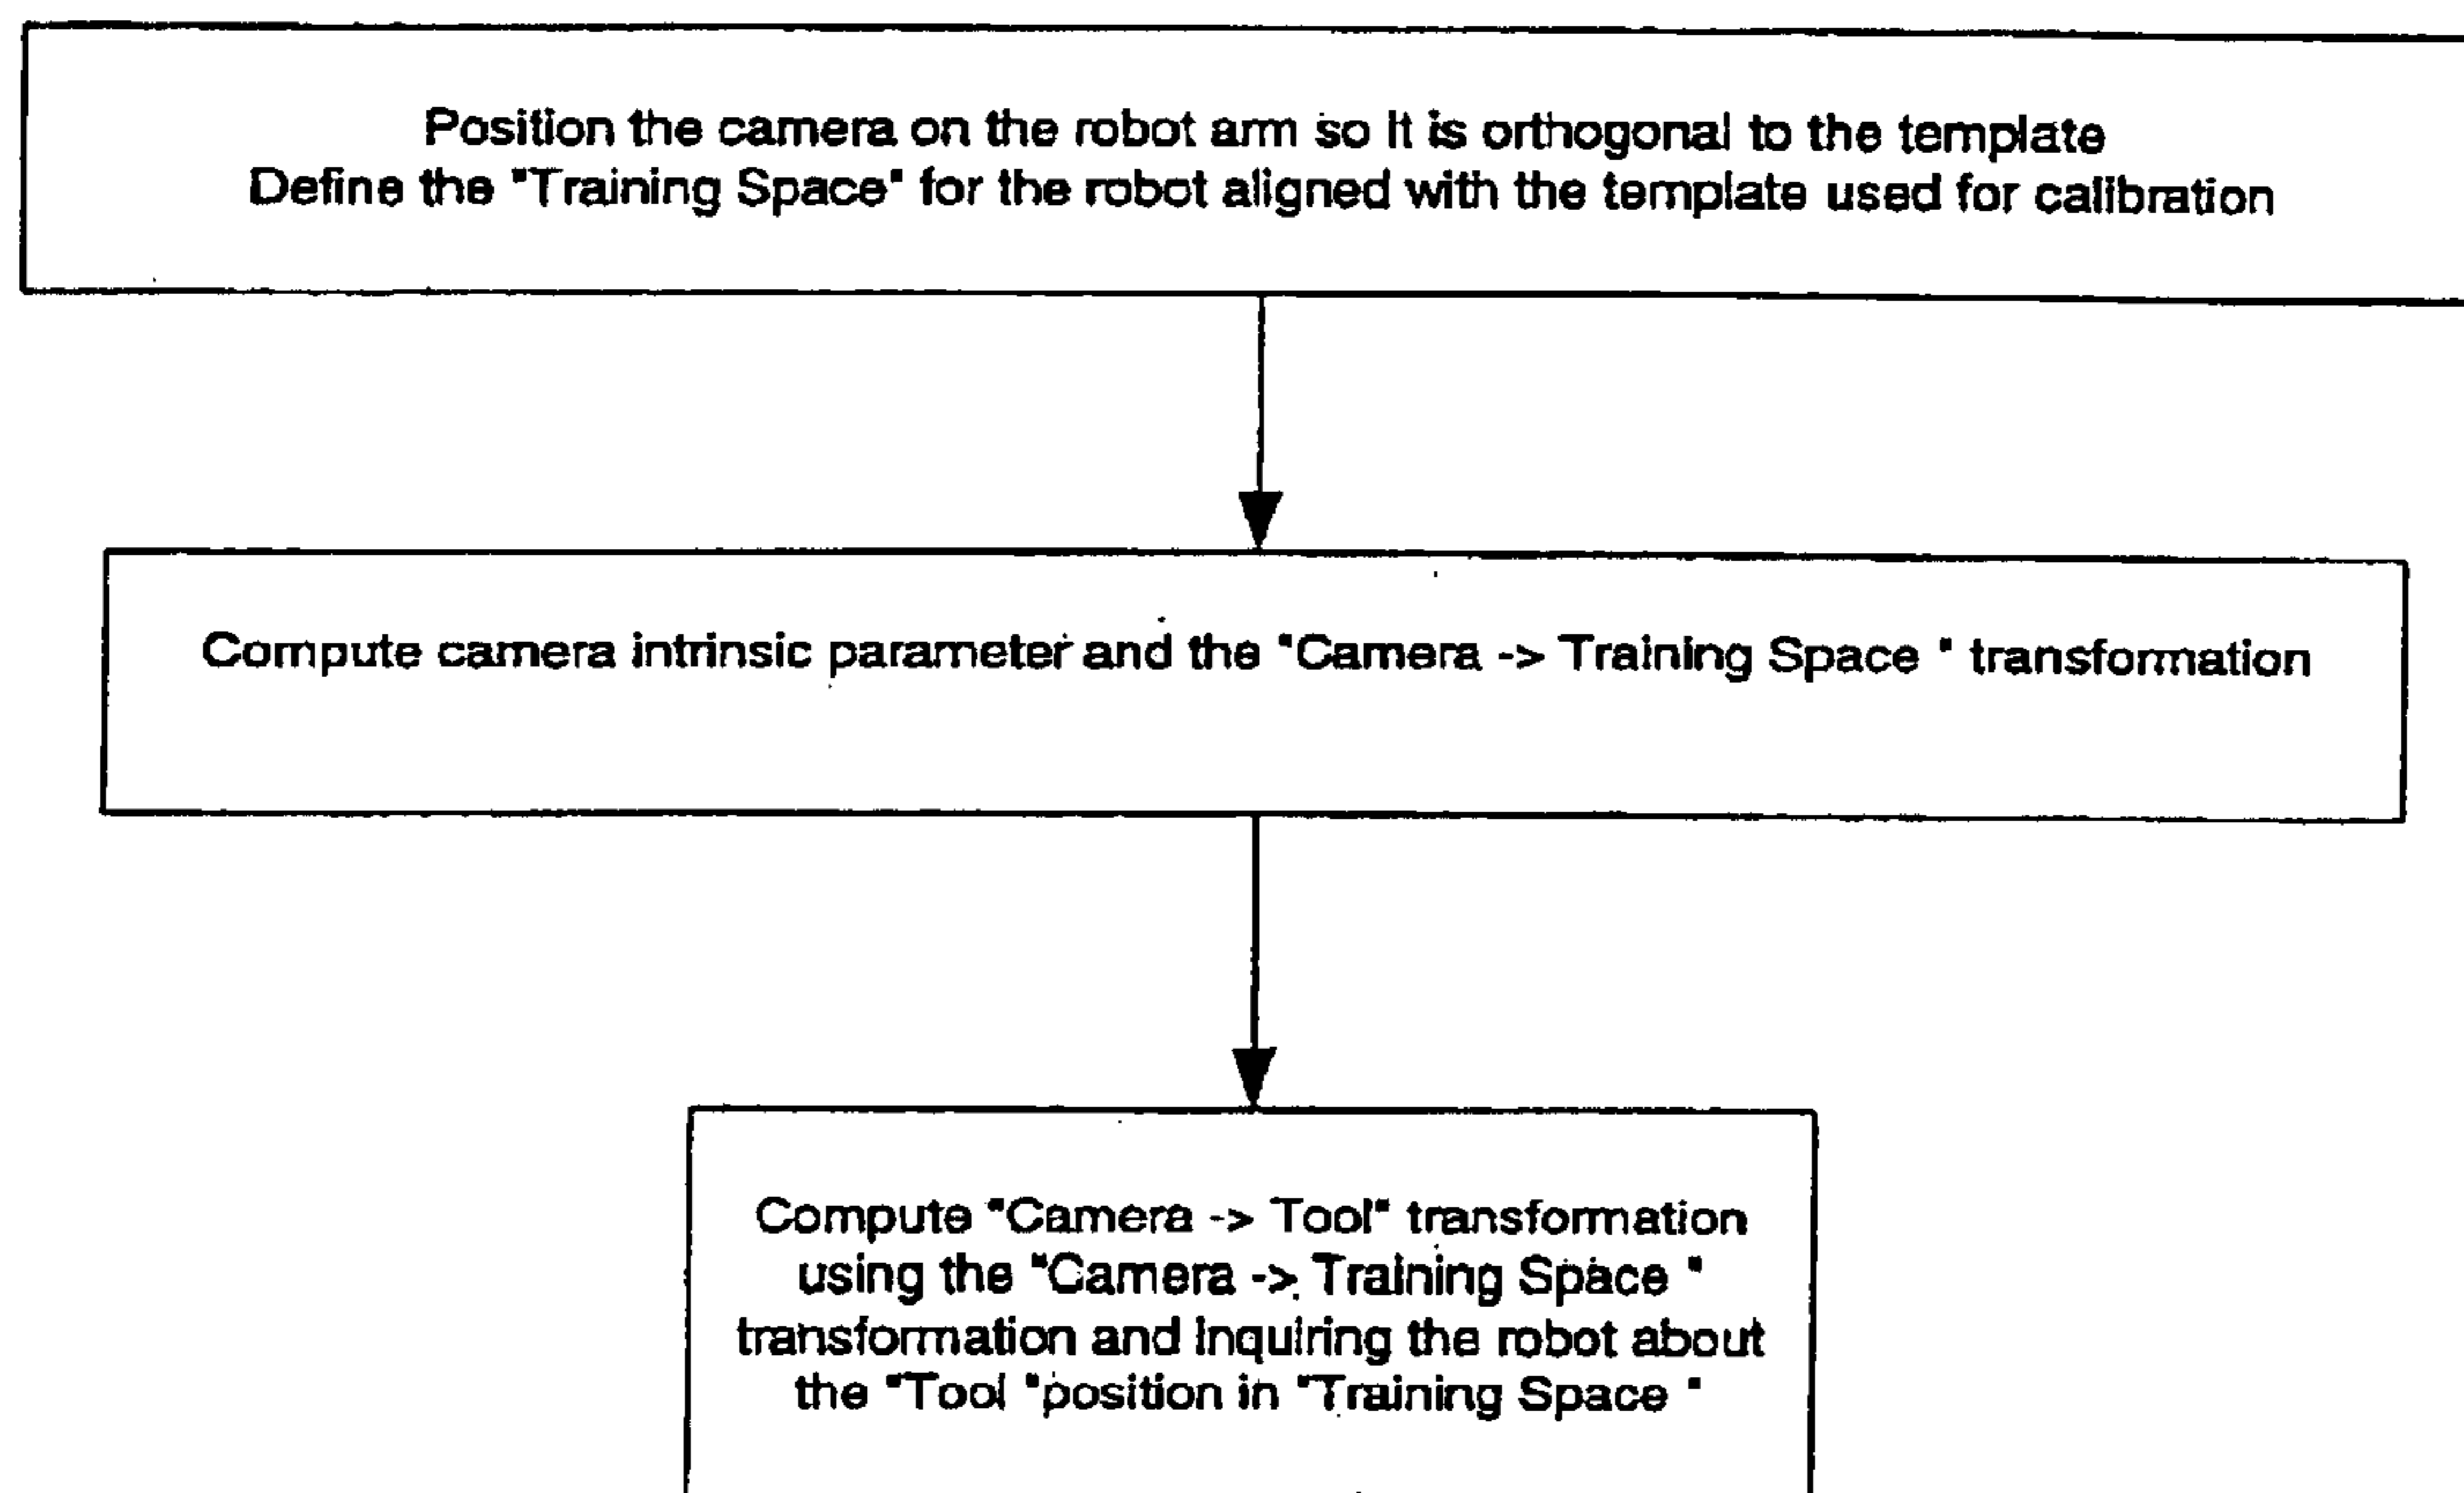 Position the camera on the robot arm so it is orthogonal to the template
Define the "Training Space" for the robot aligned with the template used for calibration
Compute camera intrinsic parameter and the "Camera -> Training Space " transformation
Compute "Camera -> Tool" transformation
using the "Camera -> Training Space "
transformation and inquiring the robot about
the "Tool "position in "Training Space "